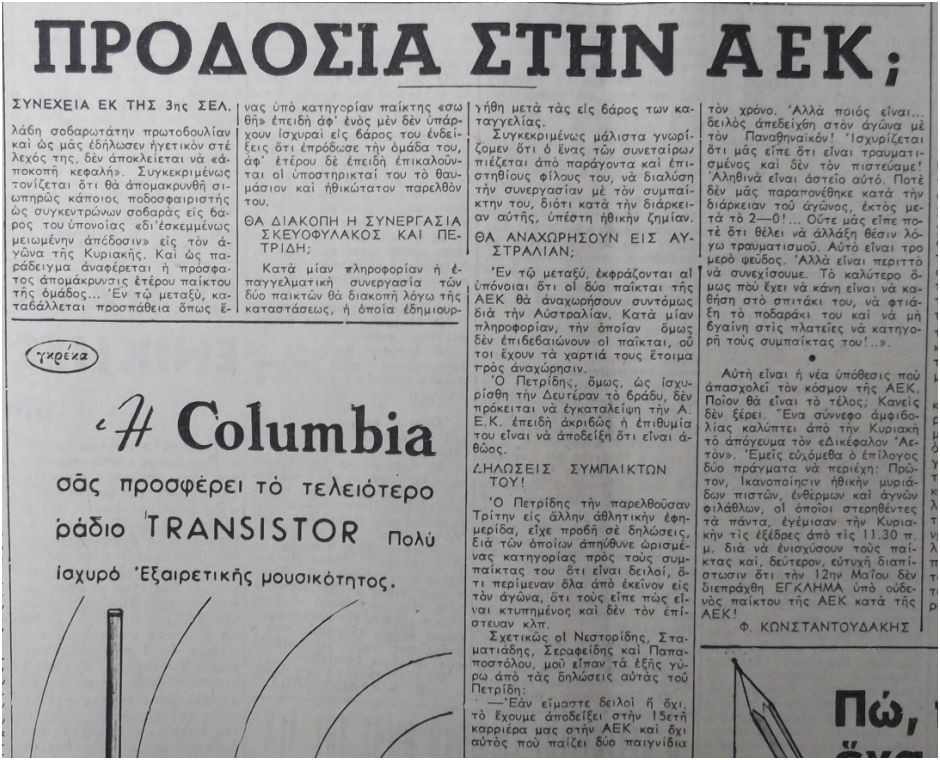 ΠΡΟΔΟΣΙΑ ΣΤΗΝ ΑΕΚ;
ΣΥΝΕΧΕΙΑ ΕΚ ΤΗΣ 3ης ΣΕΛ.
λάβη σοβαρωτάτην πρωτοβουλίαν
καὶ ὡς μᾶς ἐδήλωσεν ἡγετικὸν στέ
λεχός της, δὲν ἀποκλείεται νὰ «ἀ-
ποκοπῆ κεφαλή». Συγκεκριμένως
τονίζεται ὅτι θὰ ἀπομακρυνθῆ σι-
ωπηρῶς κάποιος ποδοσφαιριστὴς
ὡς συγκεντρώνων σοβαρὰς εἰς βά-
ρος του ὑπονοίας «δι' ἐσκεμμένως
μειωμένην ἀπόδοσιν» εἰς τὸν ἀ-
γῶνα τῆς Κυριακῆς. Καὶ ὡς πα-
ράδειγμα ἀναφέρεται ἡ πρόσφα-
τος ἀπομάκρυνσις ἑτέρου παίκτου
τῆς ὁμάδος... Ἐν τῷ μεταξύ, κα-
ταβάλλεται προσπάθεια ὅπως ἕ-
νας ὑπὸ κατηγορίαν παίκτης «σω
θῆ» ἐπειδὴ ἀφ' ἑνὸς μὲν δὲν ὑπάρ-
χουν ἰσχυραὶ εἰς βάρος του ἐνδεί-
ξεις ὅτι ἐπρόδωσε τὴν ὁμάδα του,
ἀφ' ἑτέρου δὲ ἐπειδὴ ἐπικαλοῦν-
ται οἱ ὑποστηρικταί του τὸ θαυ-
μάσιον καὶ ἠθικώτατον παρελθὸν
του.
ΘΑ ΔΙΑΚΟΠΗ Η ΣΥΝΕΡΓΑΣΙΑ
ΣΚΕΥΟΦΥΛΑΚΟΣ ΚΑΙ ΠΕ-
ΤΡΙΔΗ;
Κατὰ μίαν πληροφορίαν ἡ ἐ-
παγγελματικὴ συνεργασία τῶν
δύο παικτῶν θὰ διακοπῆ λόγω τῆς
καταστάσεως, ἡ ὁποία ἐδημιουρ-
γήθη μετὰ τὰς εἰς βάρος των κα-
ταγγελίας.
Συγκεκριμένως μάλιστα γνωρί-
ζομεν ὅτι ὁ ἕνας τῶν συνεταίρων
πιέζεται ἀπὸ παράγοντα καὶ ἐπι-
στηθίους φίλους του, νὰ διαλύση
τὴν συνεργασίαν μὲ τὸν συμπαί-
κτην του, διότι κατὰ τὴν διάρκει-
αν αὐτῆς, ὑπέστη ἠθικὴν ζημίαν.
ΘΑ ΑΝΑΧΩΡΗΣΟΥΝ ΕΙΣ ΑΥ-
ΣΤΡΑΛΙΑΝ;
Ἐν τῷ μεταξύ, ἐκφράζονται αἱ
ὑπόνοιαι ὅτι οἱ δύο παῖκται τῆς
ΑΕΚ θὰ ἀναχωρήσουν συντόμως
διὰ τὴν Αὐστραλίαν. Κατὰ μίαν
πληροφορίαν, τὴν ὁποίαν ὅμως
δὲν ἐπιβεβαιώνουν οἱ παῖκται, οὗ
τοι ἔχουν τὰ χαρτιά τους ἕτοιμα
πρὸς ἀναχώρησιν.
Ὁ Πετρίδης, ὅμως, ὡς ἰσχυ-
ρίσθη τὴν Δευτέραν τὸ βράδυ, δὲν
πρόκειται νὰ ἐγκαταλείψη τὴν Α.
Ε.Κ. ἐπειδὴ ἀκριβῶς ἡ ἐπιθυμία
του εἶναι νὰ ἀποδείξη ὅτι εἶναι ἀ-
θῶος.
ΔΗΛΩΣΕΙΣ ΣΥΜΠΑΙΚΤΩΝ
ΤΟΥ!
Ὁ Πετρίδης τὴν παρελθοῦσαν
Τρίτην εἰς ἄλλην ἀθλητικὴν ἐφη-
μερίδα, εἶχε προβῆ σὲ δηλώσεις,
διὰ τῶν ὁποίων ἀπηύθυνε ὡρισμέ-
νας κατηγορίας πρὸς τοὺς συμ-
παίκτας του ὅτι εἶναι δειλοί, ὅ-
τι περίμεναν ὅλα ἀπὸ ἐκεῖνον εἰς
τὸν ἀγῶνα, ὅτι τοὺς εἶπε πὼς εἶ-
ναι κτυπημένος καὶ δὲν τὸν ἐπί-
στευαν κλπ.
Σχετικῶς οἱ Νεστορίδης, Στα-
ματιάδης, Σεραφείδης καὶ Παπα-
ποστόλου, μοῦ εἶπαν τὰ ἑξῆς γύ-
ρω ἀπὸ τὰς δηλώσεις αὐτὰς τοῦ
Πετρίδη:
—Ἐὰν εἴμαστε δειλοὶ ἢ ὄχι,
τὸ ἔχουμε ἀποδείξει στὴν 15ετῆ
καρριέρα μας στὴν ΑΕΚ καὶ ὄχι
αὐτὸς ποὺ παίζει δύο παιγνίδια
τὸν χρόνο. Ἀλλὰ ποιὸς εἶναι...
δειλὸς ἀπεδείχθη στὸν ἀγῶνα μὲ
τὸν Παναθηναϊκό! Ἰσχυρίζεται
ὅτι μᾶς εἶπε ὅτι εἶναι τραυματι-
σμένος καὶ δὲν τὸν πιστεύαμε!
Ἀληθινὰ εἶναι ἀστεῖο αὐτό. Ποτὲ
δὲν μᾶς παραπονέθηκε κατὰ τὴν
διάρκειαν τοῦ ἀγῶνος, ἐκτὸς με-
τὰ τὸ 2—0!... Οὔτε μᾶς εἶπε πο-
τὲ ὅτι θέλει νὰ ἀλλάξη θέσιν λό-
γω τραυματισμοῦ. Αὐτὸ εἶναι τρο
μερὸ ψεῦδος. Ἀλλὰ εἶναι περιττὸ
νὰ συνεχίσουμε. Τὸ καλύτερο ὅ-
μως ποὺ ἔχει νὰ κάνη εἶναι νὰ κα-
θήση στὸ σπιτάκι του, νὰ φτιά-
ξη τὸ ποδαράκι του καὶ νὰ μὴ
βγαίνη στὶς πλατεῖες νὰ κατηγο-
ρῆ τοὺς συμπαίκτας του!..».
●
Αὐτὴ εἶναι ἡ νέα ὑπόθεσις ποὺ
ἀπασχολεῖ τὸν κόσμον τῆς ΑΕΚ.
Ποῖον θὰ εἶναι τὸ τέλος; Κανεὶς
δὲν ξέρει. Ἕνα σύννεφο ἀμφιβο-
λίας καλύπτει ἀπὸ τὴν Κυριακὴ
τὸ ἀπόγευμα τὸν «Δικέφαλον Ἀε-
τόν». Ἐμεῖς εὐχόμεθα ὁ ἐπίλογος
δύο πράγματα νὰ περιέχη: Πρῶ-
τον, ἱκανοποίησιν ἠθικὴν μυριά-
δων πιστῶν, ἐνθέρμων καὶ ἁγνῶν
φιλάθλων, οἱ ὁποῖοι στερηθέντες
τὰ πάντα, ἐγέμισαν τὴν Κυρια-
κὴν τὶς ἐξέδρες ἀπὸ τὶς 11.30 π.
μ. διὰ νὰ ἐνισχύσουν τοὺς παί-
κτας καί, δεύτερον, εὐτυχῆ διαπί-
στωσιν ὅτι τὴν 12ην Μαΐου δὲν
διεπράχθη ΕΓΚΛΗΜΑ ὑπὸ οὐδε-
νὸς παίκτου τῆς ΑΕΚ κατὰ τῆς
ΑΕΚ!
Φ. ΚΩΝΣΤΑΝΤΟΥΔΑΚΗΣ
γκρέκα
Ἡ Columbia
σᾶς προσφέρει τὸ τελειότερο
ράδιο TRANSISTOR Πολὺ
ἰσχυρό Ἐξαιρετικῆς μουσικότητος.
Πώ,